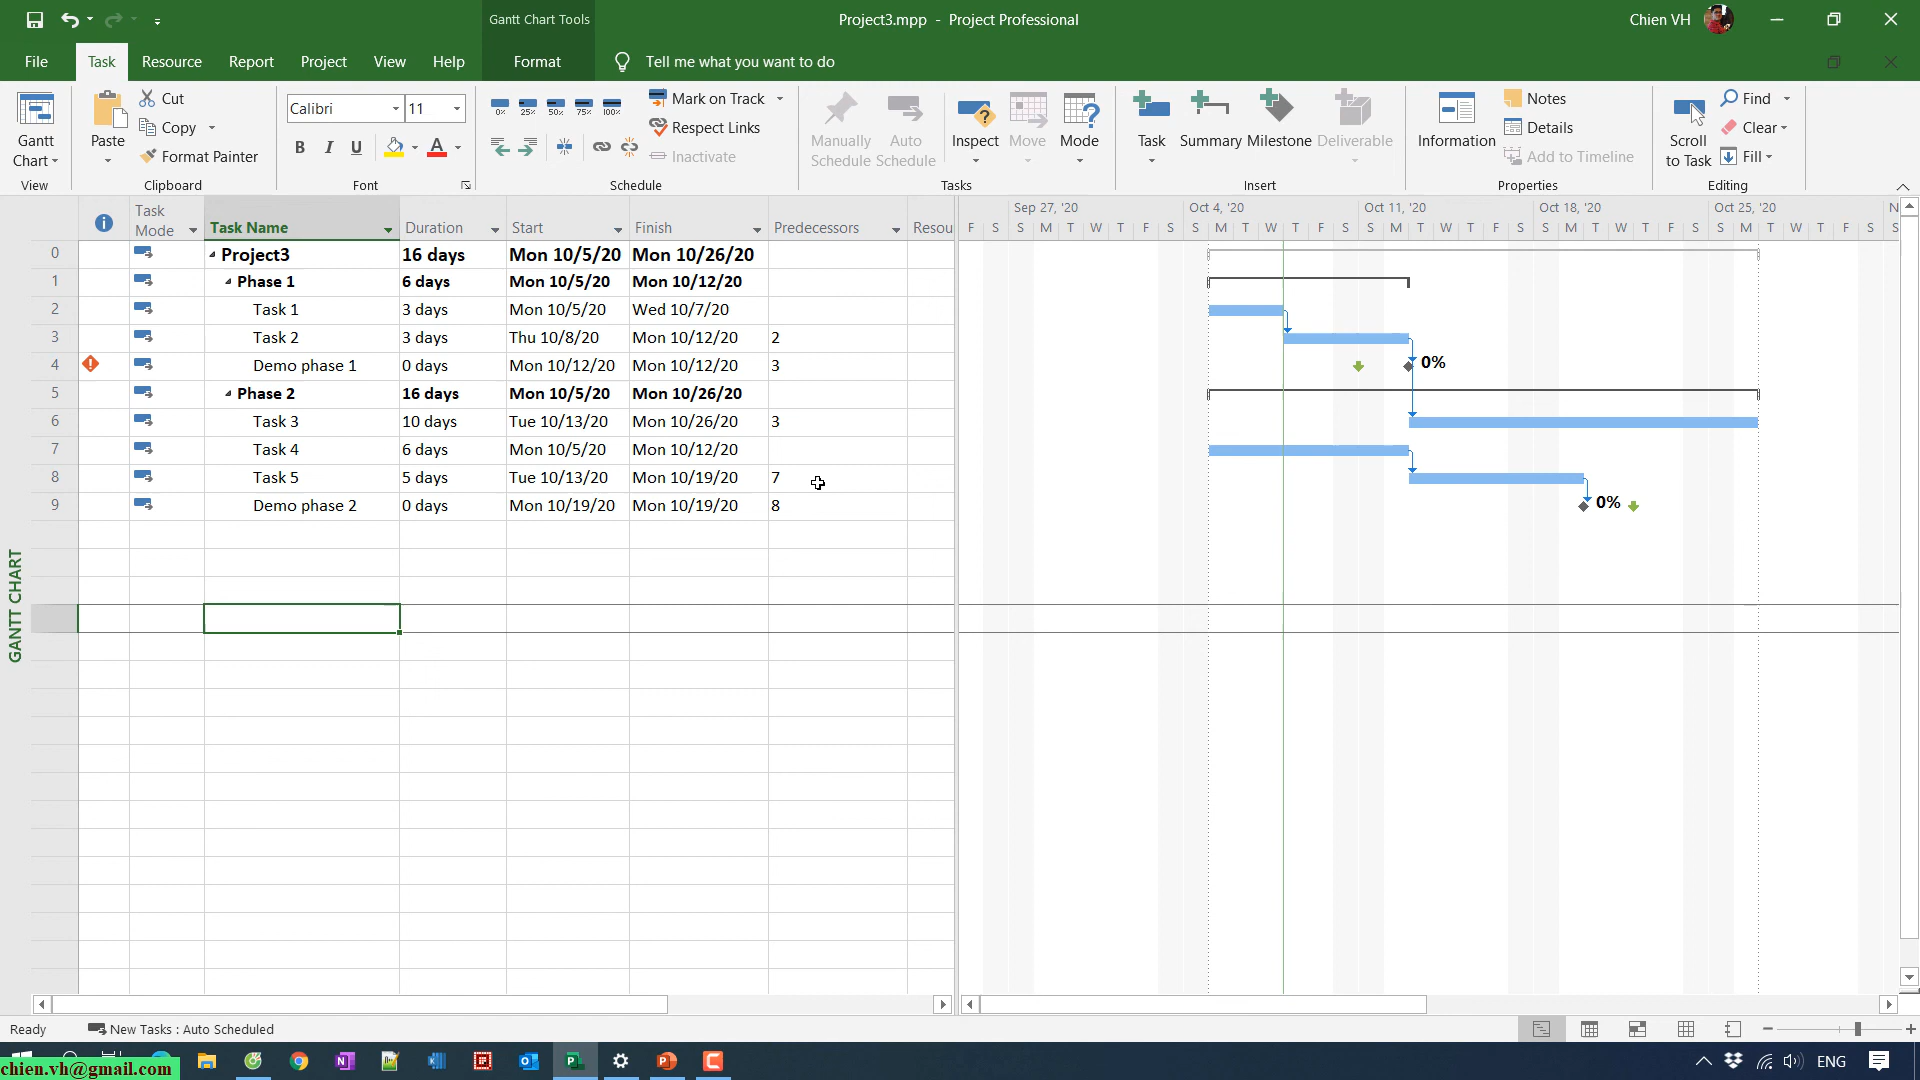 Gantt Chart Tools
Project3.mpp - Project Professional
Chien VH
File Task Resource Report Project View Help Format Tell me what you want to do
Gantt Chart
View
Paste
Cut
Copy
Format Painter
Clipboard
Calibri 11
B I U A
Font
0% 25% 50% 75% 100%
Mark on Track
Respect Links
Inactivate
Schedule
Manually Schedule
Auto Schedule
Inspect
Move
Mode
Tasks
Task
Summary
Milestone
Deliverable
Insert
Information
Notes
Details
Add to Timeline
Properties
Scroll to Task
Find
Clear
Fill
Editing
Task Mode Task Name Duration Start Finish Predecessors Resou
0 Project3 16 days Mon 10/5/20 Mon 10/26/20
1 Phase 1 6 days Mon 10/5/20 Mon 10/12/20
2 Task 1 3 days Mon 10/5/20 Wed 10/7/20
3 Task 2 3 days Thu 10/8/20 Mon 10/12/20 2
4 Demo phase 1 0 days Mon 10/12/20 Mon 10/12/20 3
5 Phase 2 16 days Mon 10/5/20 Mon 10/26/20
6 Task 3 10 days Tue 10/13/20 Mon 10/26/20 3
7 Task 4 6 days Mon 10/5/20 Mon 10/12/20
8 Task 5 5 days Tue 10/13/20 Mon 10/19/20 7
9 Demo phase 2 0 days Mon 10/19/20 Mon 10/19/20 8
Sep 27, '20 Oct 4, '20 Oct 11, '20 Oct 18, '20 Oct 25, '20 N
F S S M T W T F S S M T W T F S S M T W T F S S M T W T F S S M T W T F S S
0%
0%
GANTT CHART
Ready New Tasks : Auto Scheduled
chien.vh@gmail.com
ENG